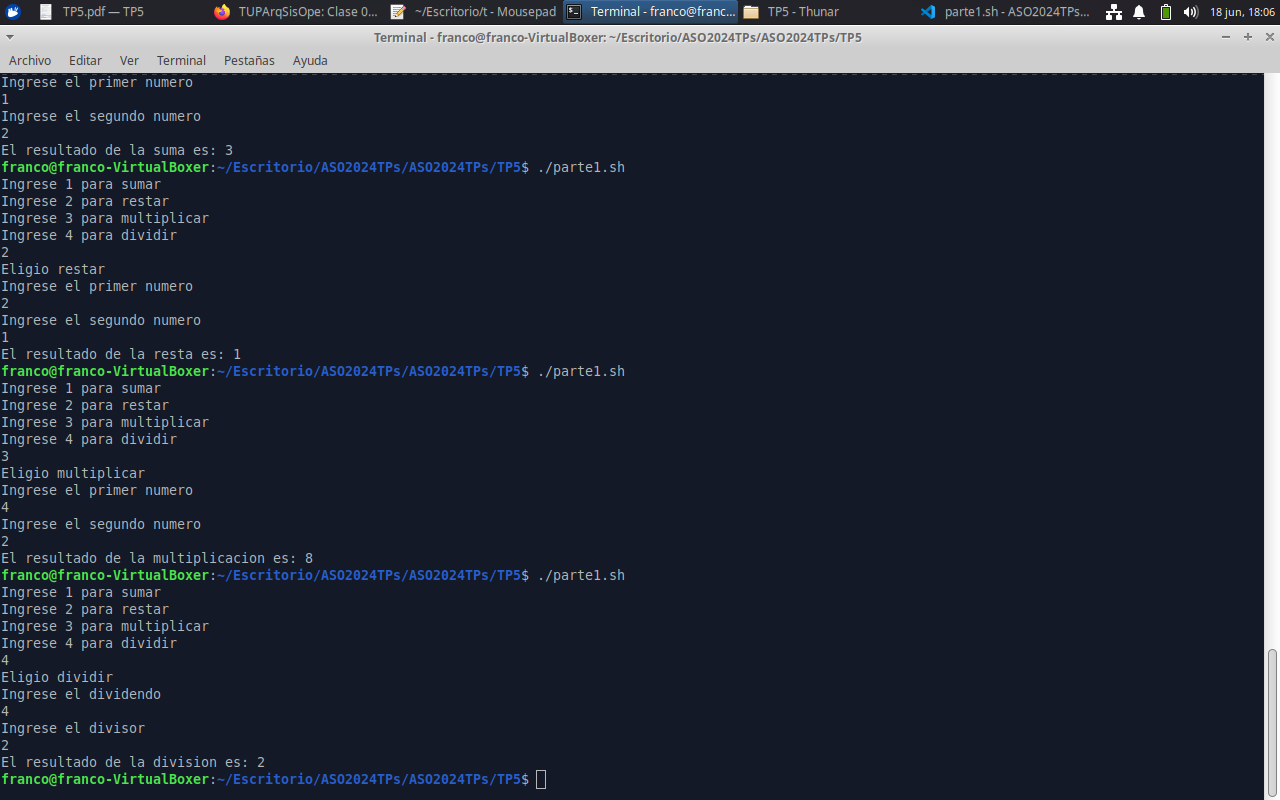 TP5.pdf — TP5
TUPArqSisOpe: Clase 0...
~/Escritorio/t - Mousepad
Terminal - franco@franc...
TP5 - Thunar
parte1.sh - ASO2024TPs...
18 jun, 18:06
Terminal - franco@franco-VirtualBoxer: ~/Escritorio/ASO2024TPs/ASO2024TPs/TP5
Archivo Editar Ver Terminal Pestañas Ayuda
Ingrese el primer numero
1
Ingrese el segundo numero
2
El resultado de la suma es: 3
franco@franco-VirtualBoxer:~/Escritorio/ASO2024TPs/ASO2024TPs/TP5$ ./parte1.sh
Ingrese 1 para sumar
Ingrese 2 para restar
Ingrese 3 para multiplicar
Ingrese 4 para dividir
2
Eligio restar
Ingrese el primer numero
2
Ingrese el segundo numero
1
El resultado de la resta es: 1
franco@franco-VirtualBoxer:~/Escritorio/ASO2024TPs/ASO2024TPs/TP5$ ./parte1.sh
Ingrese 1 para sumar
Ingrese 2 para restar
Ingrese 3 para multiplicar
Ingrese 4 para dividir
3
Eligio multiplicar
Ingrese el primer numero
4
Ingrese el segundo numero
2
El resultado de la multiplicacion es: 8
franco@franco-VirtualBoxer:~/Escritorio/ASO2024TPs/ASO2024TPs/TP5$ ./parte1.sh
Ingrese 1 para sumar
Ingrese 2 para restar
Ingrese 3 para multiplicar
Ingrese 4 para dividir
4
Eligio dividir
Ingrese el dividendo
4
Ingrese el divisor
2
El resultado de la division es: 2
franco@franco-VirtualBoxer:~/Escritorio/ASO2024TPs/ASO2024TPs/TP5$